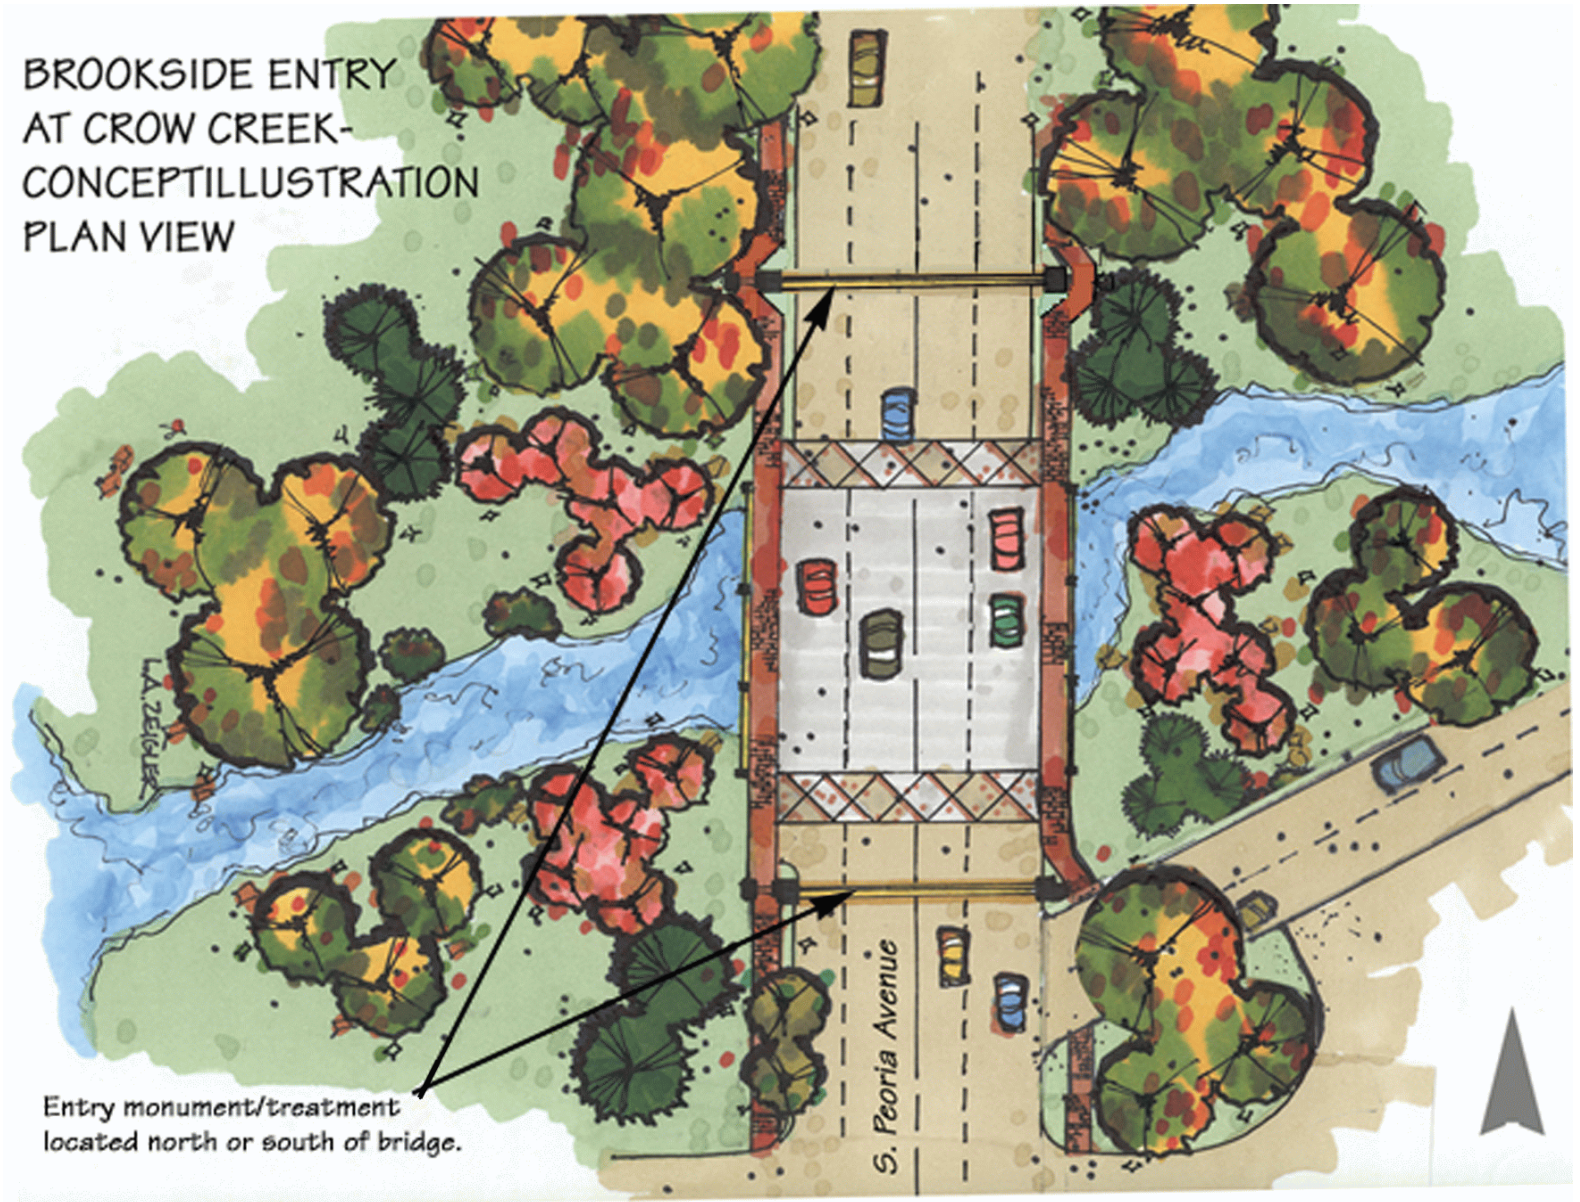 BROOKSIDE ENTRY
AT CROW CREEK-
CONCEPTILLUSTRATION
PLAN VIEW
L.A. ZEIGLER
S. Peoria Avenue
Entry monument/treatment
located north or south of bridge.